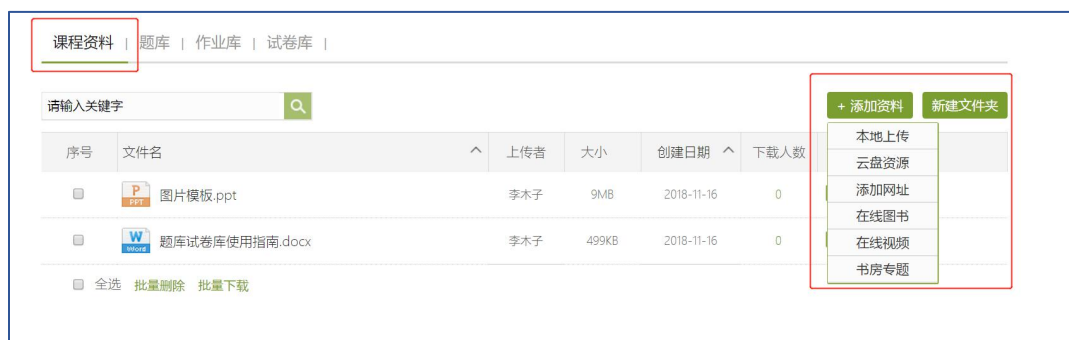 课程资料 | 题库 | 作业库 | 试卷库 |
请输入关键字
+ 添加资料 新建文件夹
本地上传
云盘资源
添加网址
在线图书
在线视频
书房专题
序号 文件名 上传者 大小 创建日期 下载人数
PPT 图片模板.ppt 李木子 9MB 2018-11-16 0
Word 题库试卷库使用指南.docx 李木子 499KB 2018-11-16 0
全选 批量删除 批量下载